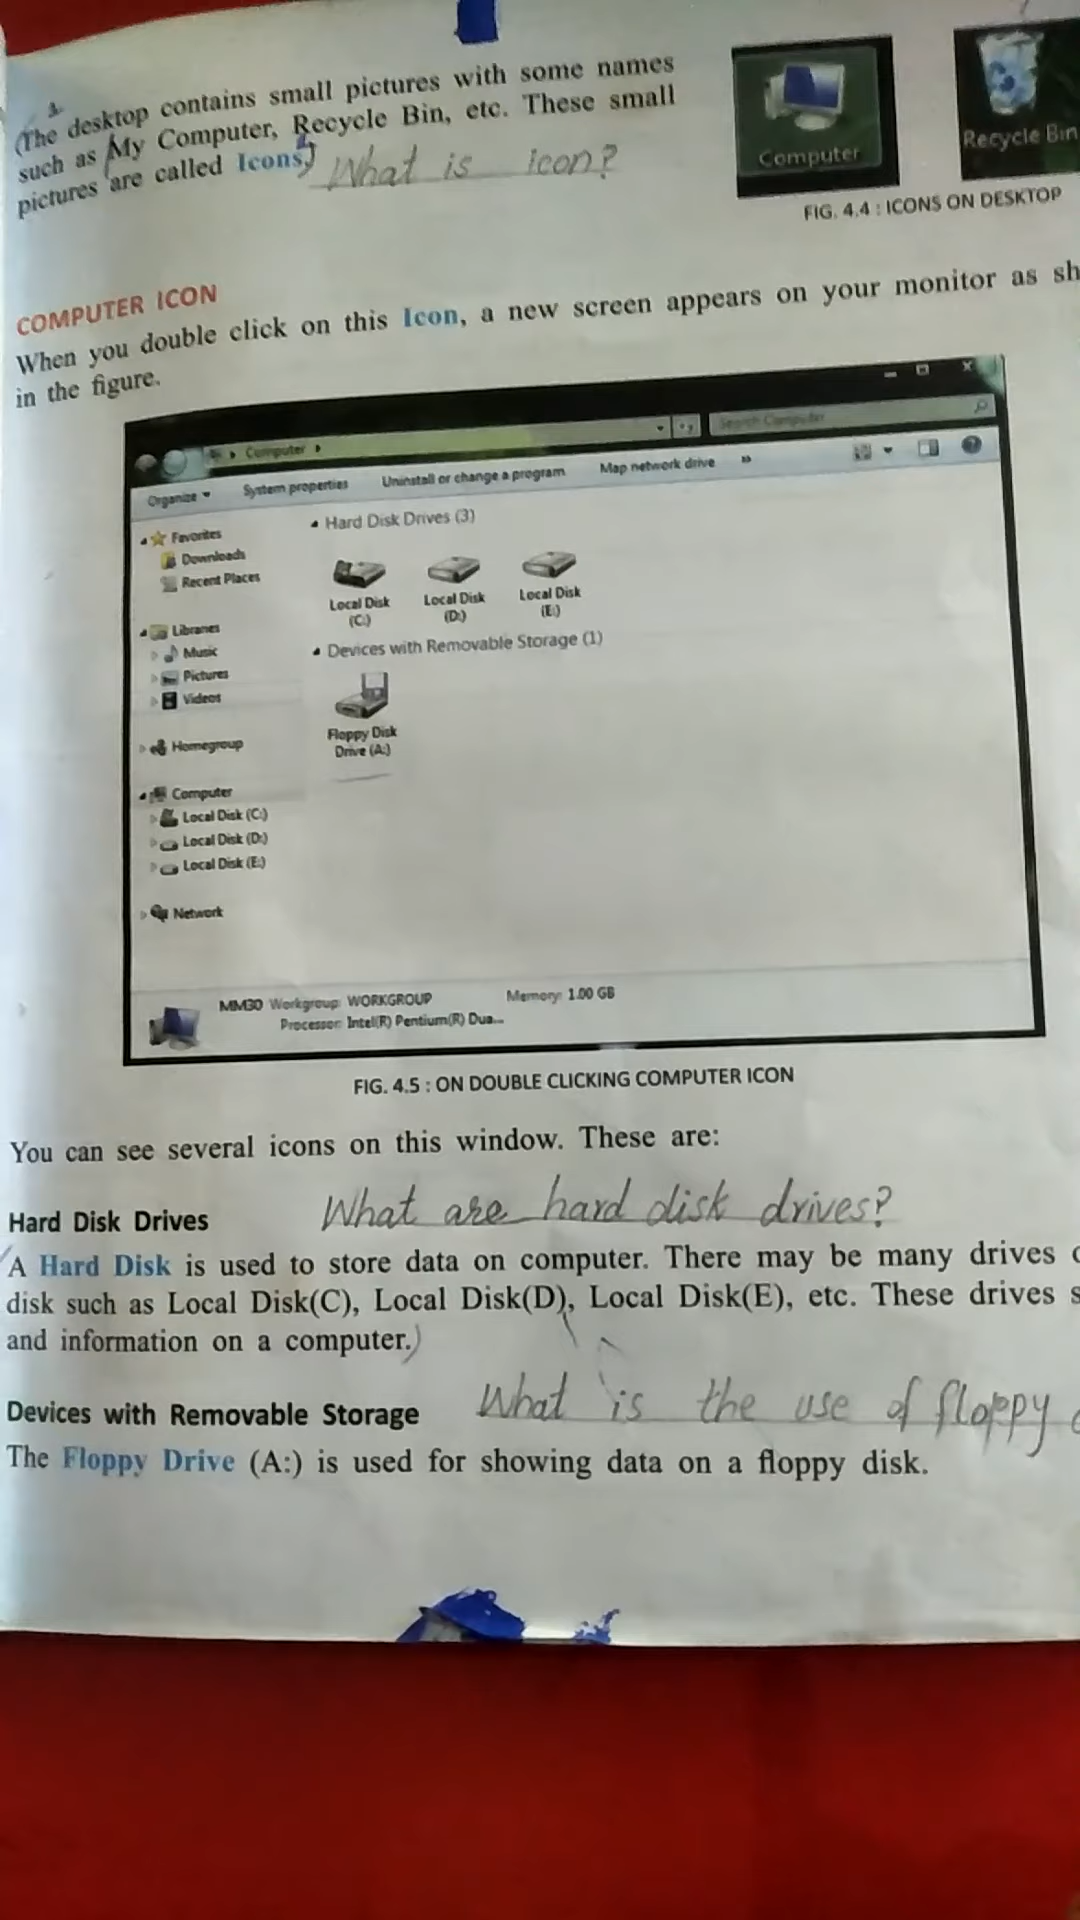 The desktop contains small pictures with some names
such as My Computer, Recycle Bin, etc. These small
pictures are called Icons)
What is icon?
Computer
Recycle Bin
FIG. 4.4 : ICONS ON DESKTOP
COMPUTER ICON
When you double click on this Icon, a new screen appears on your monitor as sh
in the figure.
Computer
Search Computer
Organize
System properties
Uninstall or change a program
Map network drive
»
Favorites
Downloads
Recent Places
Libraries
Music
Pictures
Videos
Homegroup
Computer
Local Disk (C:)
Local Disk (D:)
Local Disk (E:)
Network
Hard Disk Drives (3)
Local Disk (C:)
Local Disk (D:)
Local Disk (E:)
Devices with Removable Storage (1)
Floppy Disk
Drive (A:)
MM30 Workgroup: WORKGROUP Memory: 1.00 GB
Processor: Intel(R) Pentium(R) Dua...
FIG. 4.5 : ON DOUBLE CLICKING COMPUTER ICON
You can see several icons on this window. These are:
Hard Disk Drives
What are hard disk drives?
A Hard Disk is used to store data on computer. There may be many drives
disk such as Local Disk(C), Local Disk(D), Local Disk(E), etc. These drives s
and information on a computer.)
What is the use of floppy
Devices with Removable Storage
The Floppy Drive (A:) is used for showing data on a floppy disk.